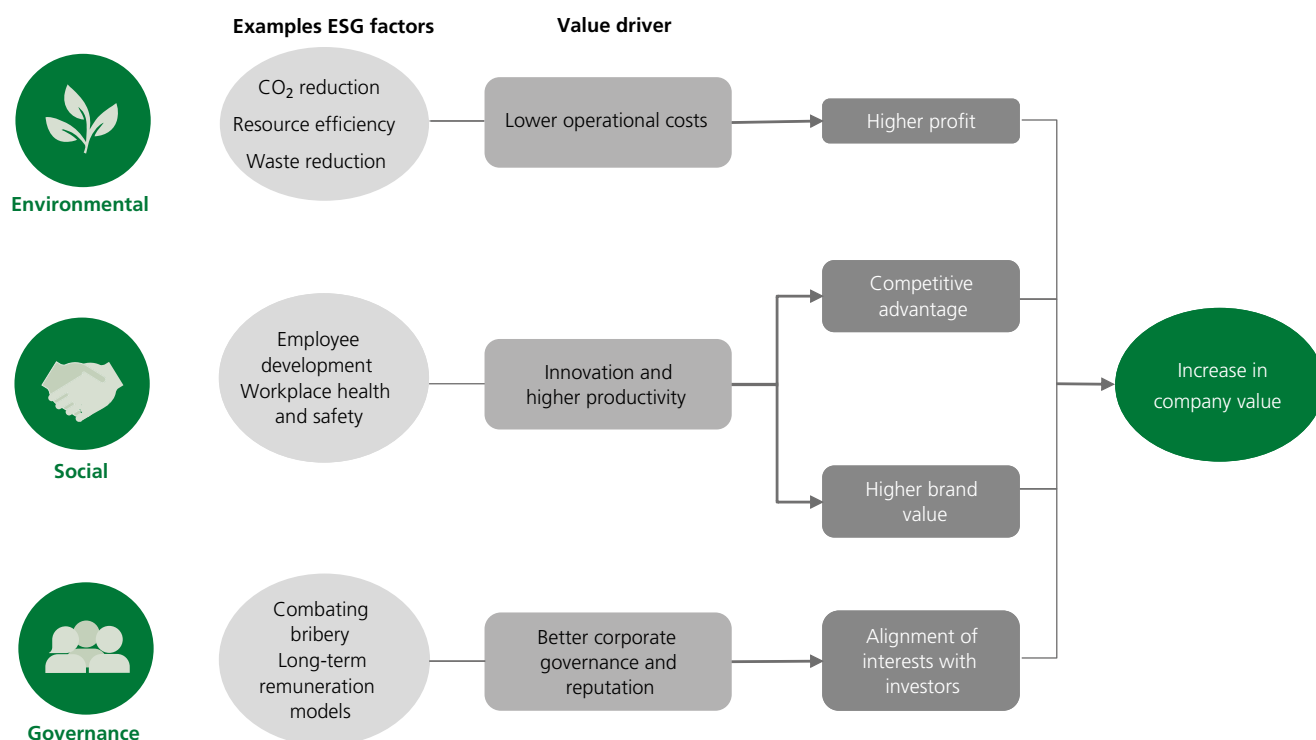 Examples ESG factors
Value driver
Environmental
CO₂ reduction
Resource efficiency
Waste reduction
Lower operational costs
Higher profit
Social
Employee
development
Workplace health
and safety
Innovation and
higher productivity
Competitive
advantage
Higher brand
value
Increase in
company value
Governance
Combating
bribery
Long-term
remuneration
models
Better corporate
governance and
reputation
Alignment of
interests with
investors